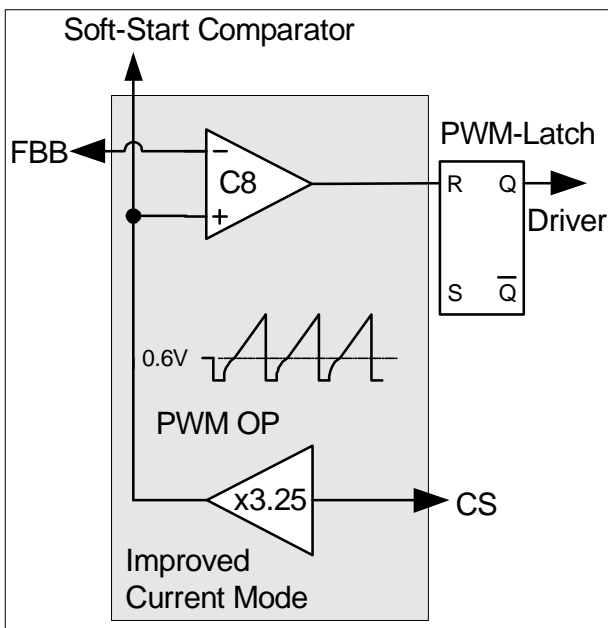 Soft-Start Comparator
FBB
PWM-Latch
−
C8
+
R Q
Driver
S Q̅
0.6V
PWM OP
x3.25
CS
Improved
Current Mode